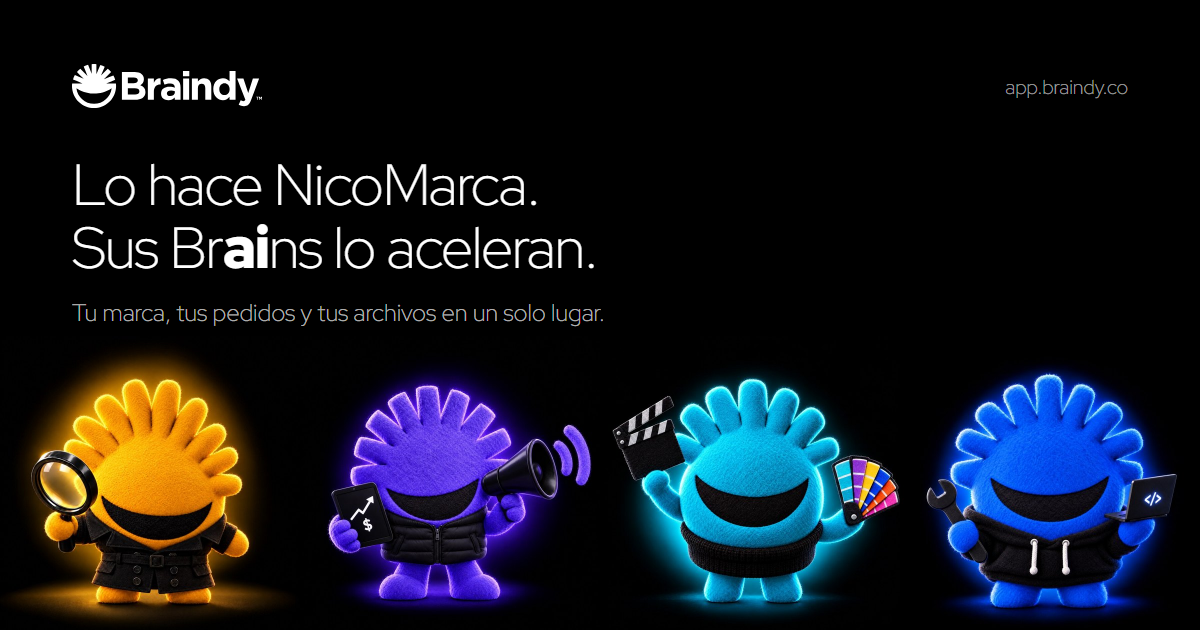 Braindy™
app.braindy.co
Lo hace NicoMarca.
Sus Brains lo aceleran.
Tu marca, tus pedidos y tus archivos en un solo lugar.
$
</>